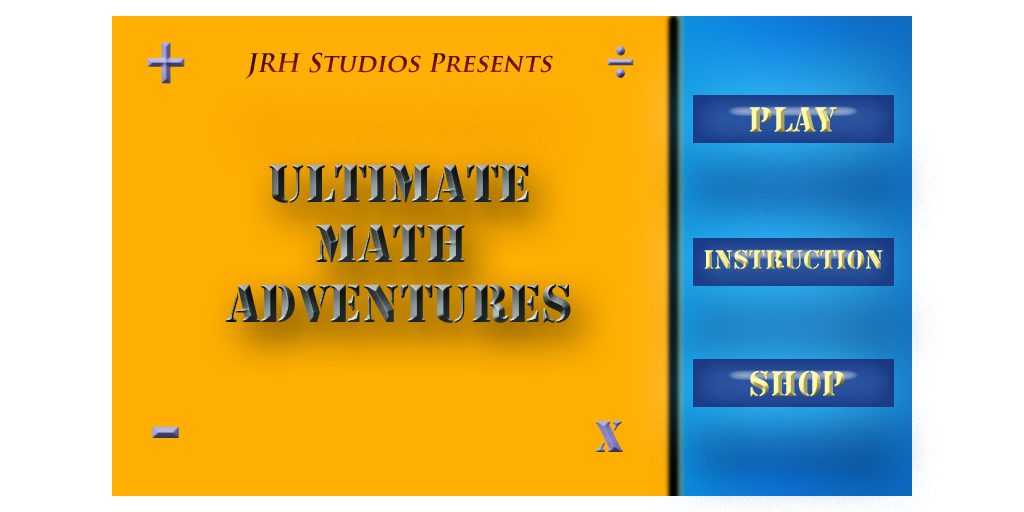 +
JRH Studios Presents
÷
ULTIMATE
MATH
ADVENTURES
-
X
PLAY
INSTRUCTION
SHOP